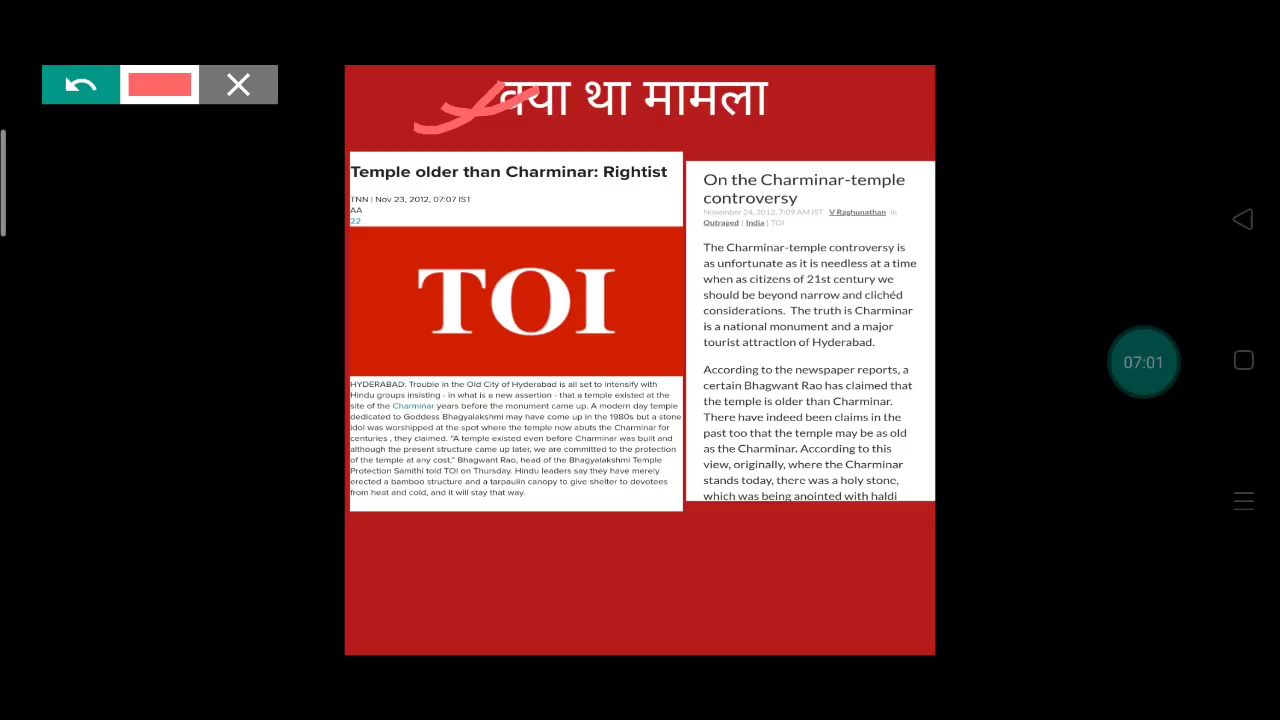 क्या था मामला
Temple older than Charminar: Rightist
TNN | Nov 23, 2012, 07:07 IST
AA
22
TOI
HYDERABAD: Trouble in the Old City of Hyderabad is all set to intensify with
Hindu groups insisting - in what is a new assertion - that a temple existed at the
site of the Charminar years before the monument came up. A modern day temple
dedicated to Goddess Bhagyalakshmi may have come up in the 1980s but a stone
idol was worshipped at the spot where the temple now abuts the Charminar for
centuries , they claimed. "A temple existed even before Charminar was built and
although the present structure came up later, we are committed to the protection
of the temple at any cost," Bhagwant Rao, head of the Bhagyalakshmi Temple
Protection Samithi told TOI on Thursday. Hindu leaders say they have merely
erected a bamboo structure and a tarpaulin canopy to give shelter to devotees
from heat and cold, and it will stay that way.
On the Charminar-temple
controversy
November 24, 2012, 7:09 AM IST V Raghunathan in
Outraged | India | TOI
The Charminar-temple controversy is
as unfortunate as it is needless at a time
when as citizens of 21st century we
should be beyond narrow and clichéd
considerations. The truth is Charminar
is a national monument and a major
tourist attraction of Hyderabad.
According to the newspaper reports, a
certain Bhagwant Rao has claimed that
the temple is older than Charminar.
There have indeed been claims in the
past too that the temple may be as old
as the Charminar. According to this
view, originally, where the Charminar
stands today, there was a holy stone,
which was being anointed with haldi
07:01